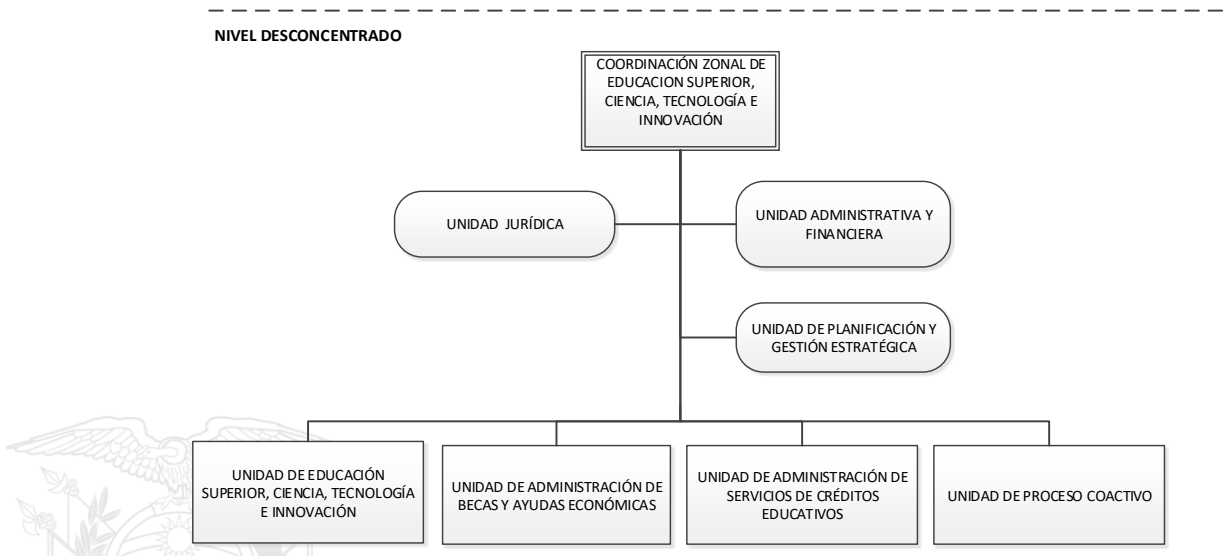 NIVEL DESCONCENTRADO
COORDINACIÓN ZONAL DE
EDUCACION SUPERIOR,
CIENCIA, TECNOLOGÍA E
INNOVACIÓN
UNIDAD JURÍDICA
UNIDAD ADMINISTRATIVA Y
FINANCIERA
UNIDAD DE PLANIFICACIÓN Y
GESTIÓN ESTRATÉGICA
UNIDAD DE EDUCACIÓN
SUPERIOR, CIENCIA, TECNOLOGÍA
E INNOVACIÓN
UNIDAD DE ADMINISTRACIÓN DE
BECAS Y AYUDAS ECONÓMICAS
UNIDAD DE ADMINISTRACIÓN DE
SERVICIOS DE CRÉDITOS
EDUCATIVOS
UNIDAD DE PROCESO COACTIVO